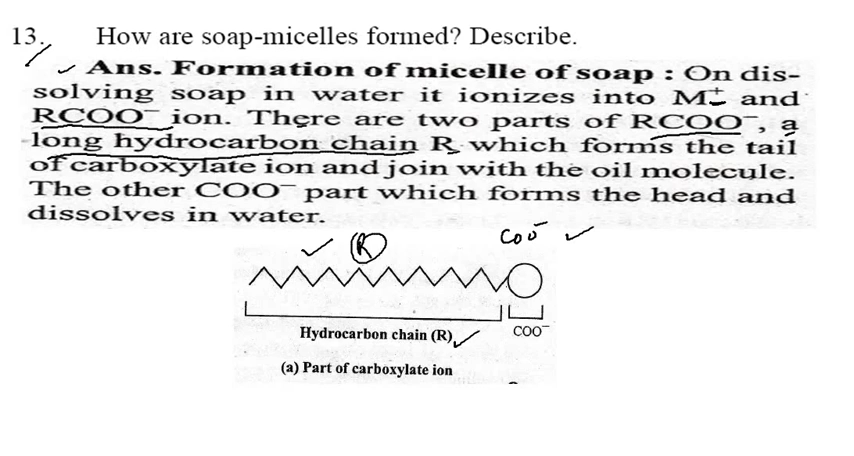 13. How are soap-micelles formed? Describe.
Ans. Formation of micelle of soap : On dis-
solving soap in water it ionizes into M⁺ and
RCOO⁻ ion. There are two parts of RCOO⁻, a
long hydrocarbon chain R which forms the tail
of carboxylate ion and join with the oil molecule.
The other COO⁻ part which forms the head and
dissolves in water.
R COO⁻
Hydrocarbon chain (R) COO⁻
(a) Part of carboxylate ion